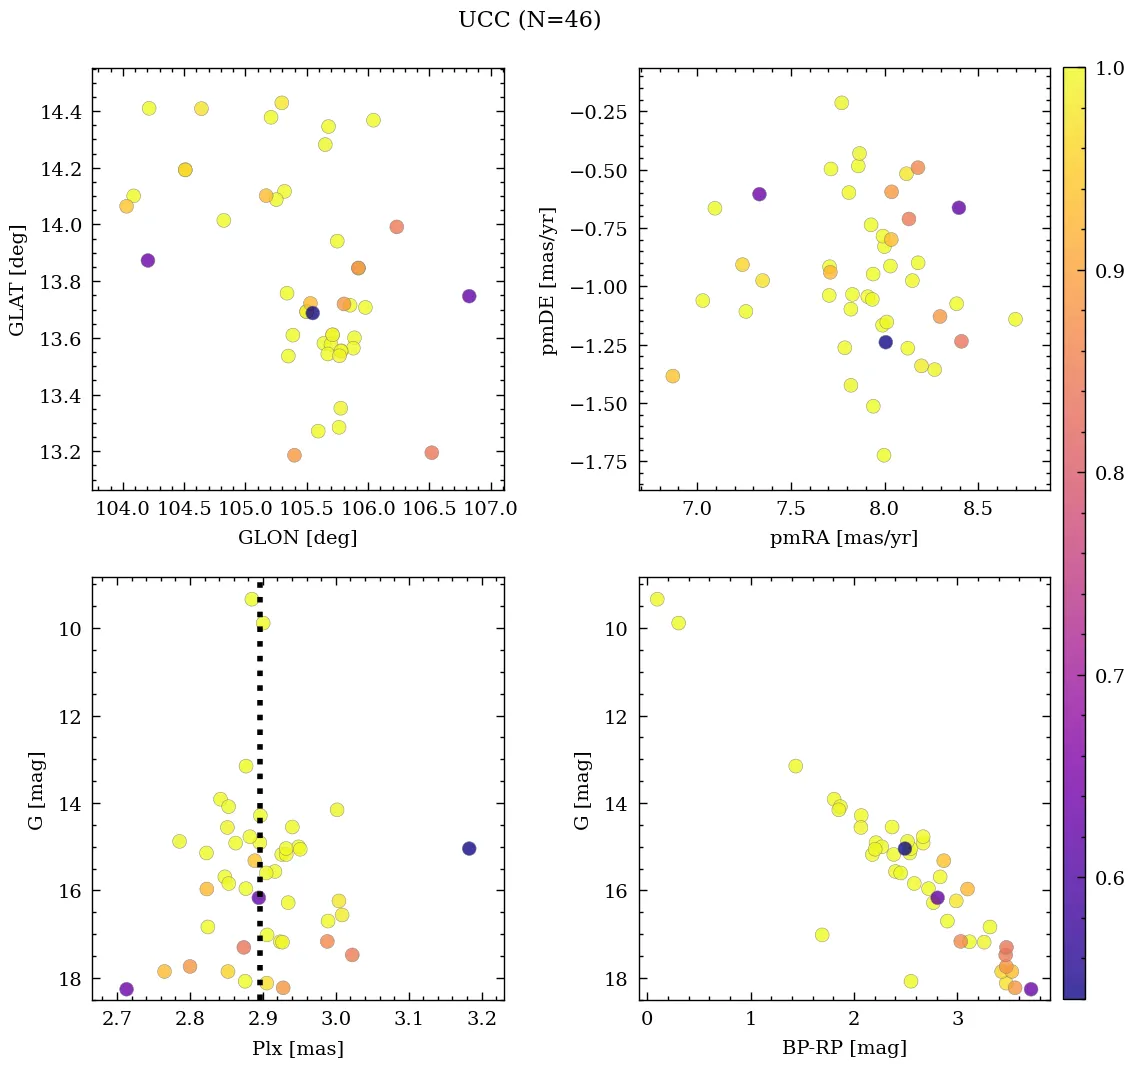 UCC (N=46)
14.4
14.2
14.0
13.8
13.6
13.4
13.2
GLAT [deg]
104.0 104.5 105.0 105.5 106.0 106.5 107.0
GLON [deg]
−0.25
−0.50
−0.75
−1.00
−1.25
−1.50
−1.75
pmDE [mas/yr]
7.0 7.5 8.0 8.5
pmRA [mas/yr]
10
12
14
16
18
G [mag]
2.7 2.8 2.9 3.0 3.1 3.2
Plx [mas]
10
12
14
16
18
G [mag]
0 1 2 3
BP-RP [mag]
1.0
0.9
0.8
0.7
0.6